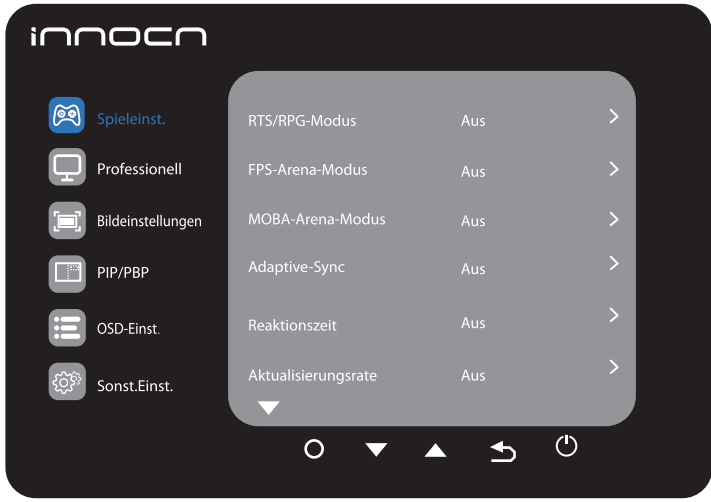 innocn
Spieleinst.
RTS/RPG-Modus Aus
Professionell
FPS-Arena-Modus Aus
Bildeinstellungen
MOBA-Arena-Modus Aus
PIP/PBP
Adaptive-Sync Aus
OSD-Einst.
Reaktionszeit Aus
Sonst.Einst.
Aktualisierungsrate Aus